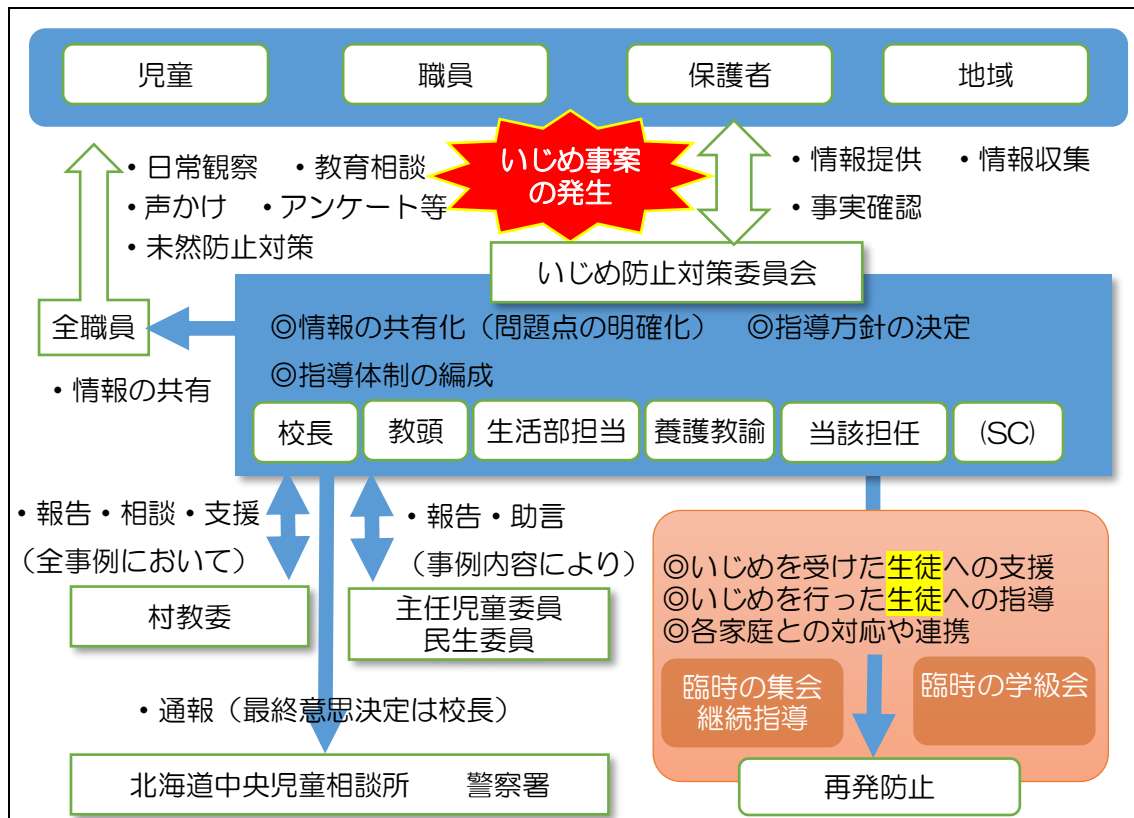 児童
職員
保護者
地域
いじめ事案
の発生
・日常観察 ・教育相談
・声かけ ・アンケート等
・未然防止対策
・情報提供 ・情報収集
・事実確認
いじめ防止対策委員会
全職員
・情報の共有
◎情報の共有化（問題点の明確化） ◎指導方針の決定
◎指導体制の編成
校長
教頭
生活部担当
養護教諭
当該担任
(SC)
・報告・相談・支援
（全事例において）
・報告・助言
（事例内容により）
村教委
主任児童委員
民生委員
◎いじめを受けた生徒への支援
◎いじめを行った生徒への指導
◎各家庭との対応や連携
臨時の集会
継続指導
臨時の学級会
・通報（最終意思決定は校長）
北海道中央児童相談所 警察署
再発防止